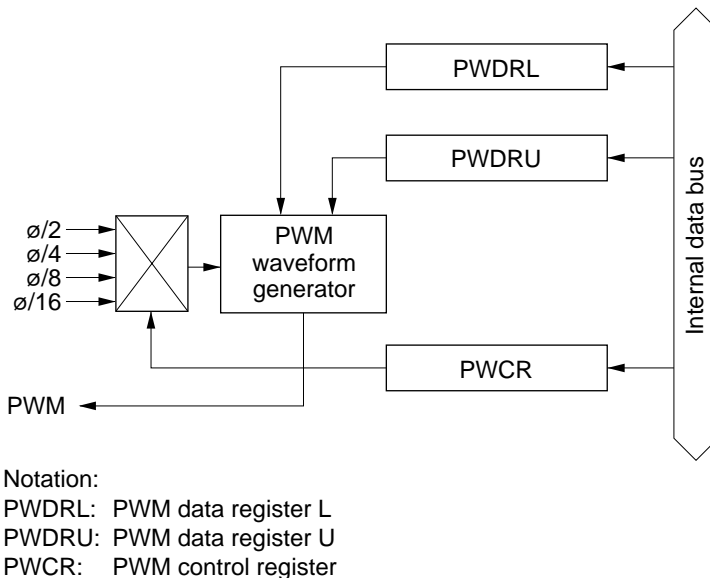 PWDRL
PWDRU
ø/2
ø/4
ø/8
ø/16
PWM
waveform
generator
Internal data bus
PWCR
PWM
Notation:
PWDRL: PWM data register L
PWDRU: PWM data register U
PWCR: PWM control register